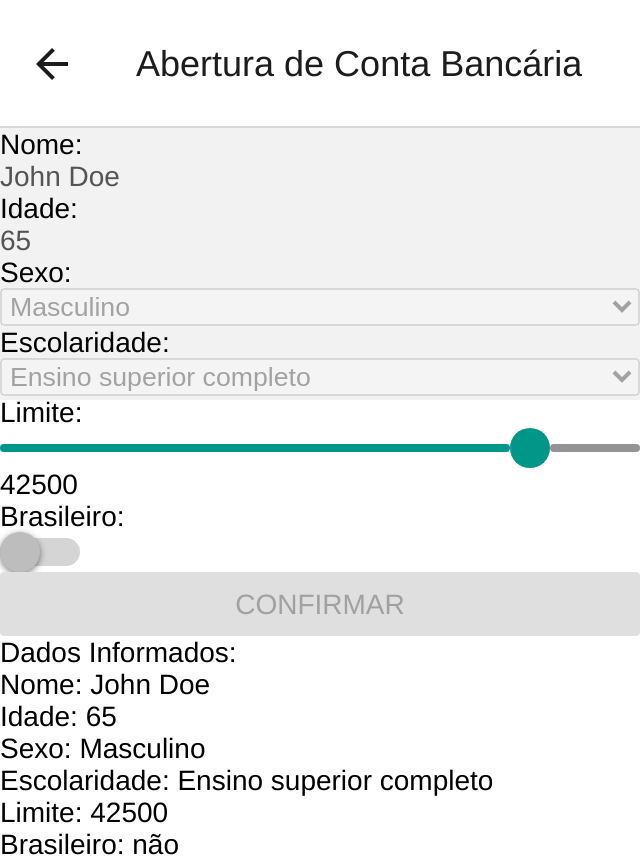 Abertura de Conta Bancária
Nome:
John Doe
Idade:
65
Sexo:
Masculino
Escolaridade:
Ensino superior completo
Limite:
42500
Brasileiro:
CONFIRMAR
Dados Informados:
Nome: John Doe
Idade: 65
Sexo: Masculino
Escolaridade: Ensino superior completo
Limite: 42500
Brasileiro: não